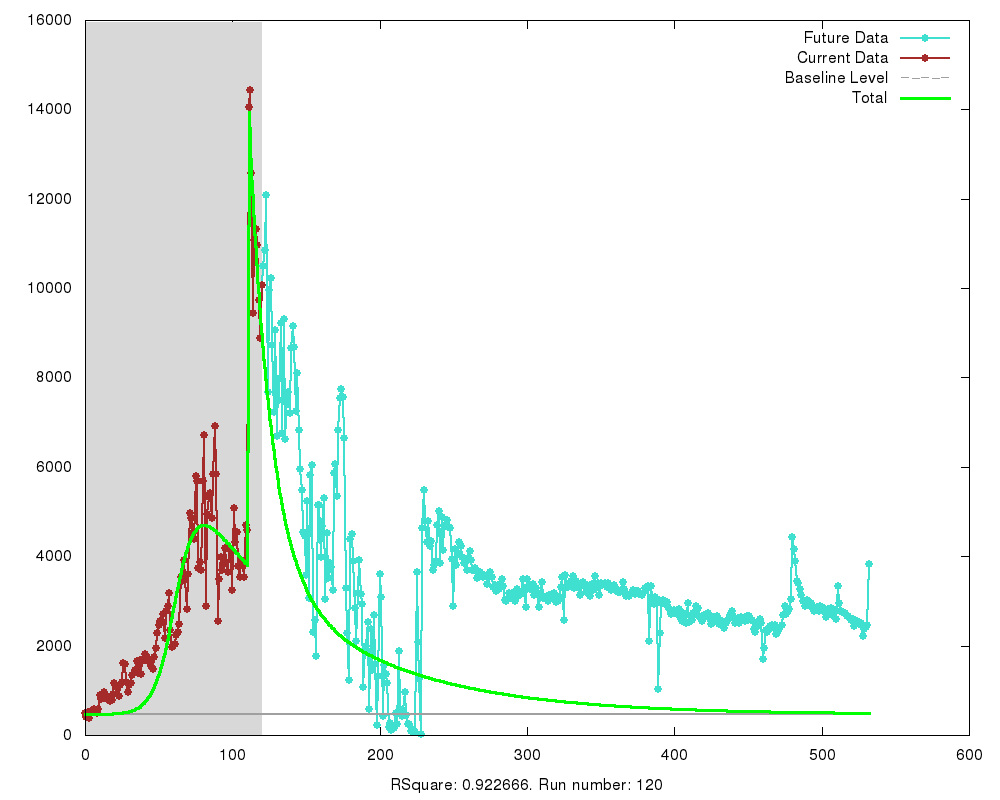 16000
14000
12000
10000
8000
6000
4000
2000
0
Future Data
Current Data
Baseline Level
Total
0 100 200 300 400 500 600
RSquare: 0.922666. Run number: 120